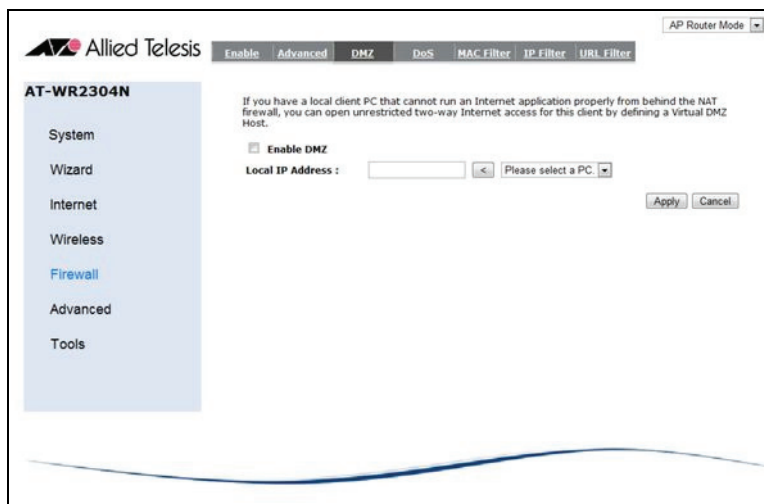 AP Router Mode
Allied Telesis
Enable Advanced DMZ DoS MAC Filter IP Filter URL Filter
AT-WR2304N
System
Wizard
Internet
Wireless
Firewall
Advanced
Tools
If you have a local client PC that cannot run an Internet application properly from behind the NAT
firewall, you can open unrestricted two-way Internet access for this client by defining a Virtual DMZ
Host.
Enable DMZ
Local IP Address : < Please select a PC.
Apply Cancel